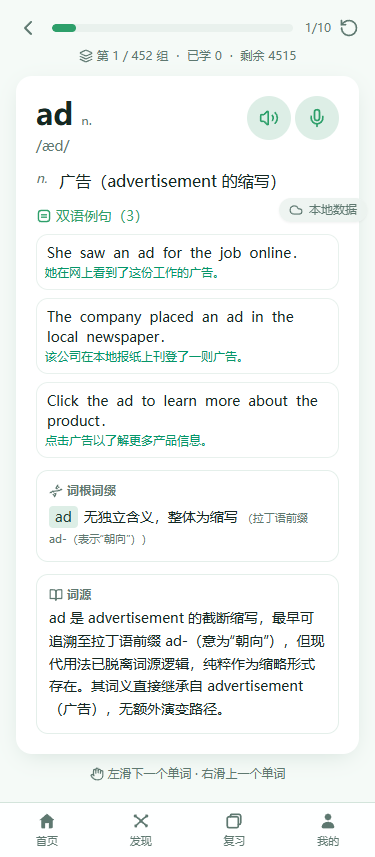 1/10
第 1 / 452 组 · 已学 0 · 剩余 4515
ad n.
/æd/
n. 广告（advertisement 的缩写）
双语例句（3）
本地数据
She saw an ad for the job online.
她在网上看到了这份工作的广告。
The company placed an ad in the
local newspaper.
该公司在本地报纸上刊登了一则广告。
Click the ad to learn more about the
product.
点击广告以了解更多产品信息。
词根词缀
ad 无独立含义，整体为缩写 （拉丁语前缀
ad-（表示“朝向”））
词源
ad 是 advertisement 的截断缩写，最早可
追溯至拉丁语前缀 ad-（意为“朝向”），但现
代用法已脱离词源逻辑，纯粹作为缩略形式
存在。其词义直接继承自 advertisement
（广告），无额外演变路径。
左滑下一个单词 · 右滑上一个单词
首页 发现 复习 我的